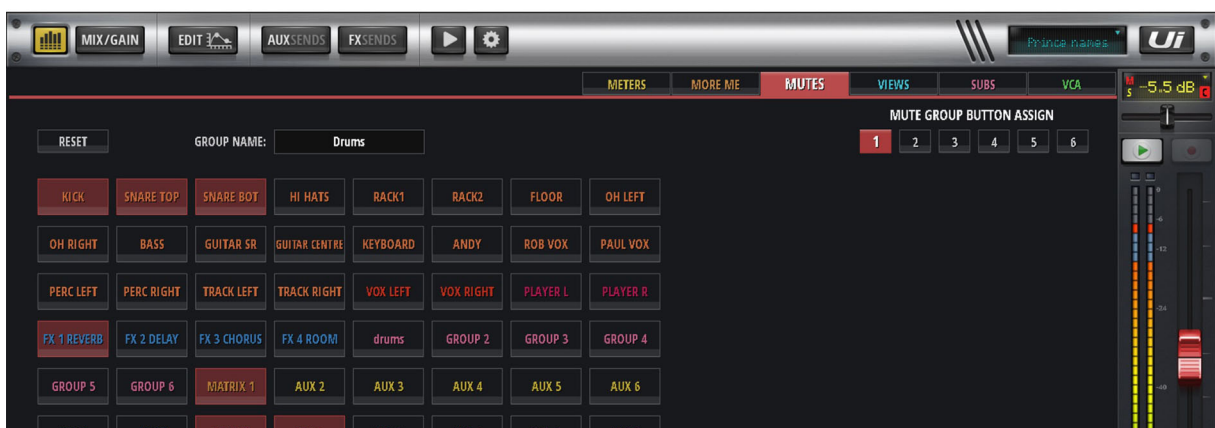 MIX/GAIN EDIT AUXSENDS FXSENDS Prince names Ui
METERS MORE ME MUTES VIEWS SUBS VCA M S -5.5 dB C
MUTE GROUP BUTTON ASSIGN
RESET GROUP NAME: Drums 1 2 3 4 5 6
KICK SNARE TOP SNARE BOT HI HATS RACK1 RACK2 FLOOR OH LEFT 0
-6
OH RIGHT BASS GUITAR SR GUITAR CENTRE KEYBOARD ANDY ROB VOX PAUL VOX -12
PERC LEFT PERC RIGHT TRACK LEFT TRACK RIGHT VOX LEFT VOX RIGHT PLAYER L PLAYER R
-24
FX 1 REVERB FX 2 DELAY FX 3 CHORUS FX 4 ROOM drums GROUP 2 GROUP 3 GROUP 4
GROUP 5 GROUP 6 MATRIX 1 AUX 2 AUX 3 AUX 4 AUX 5 AUX 6 -40